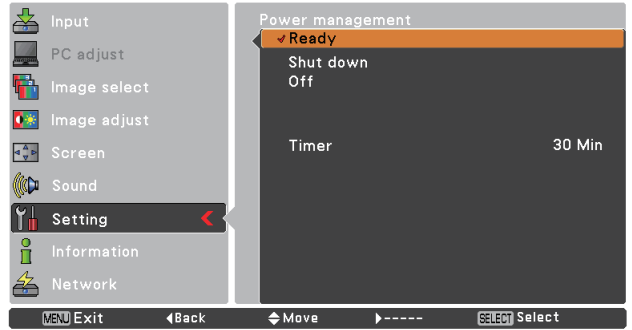 Input
PC adjust
Image select
Image adjust
Screen
Sound
Setting
Information
Network
Power management
Ready
Shut down
Off
Timer 30 Min
MENU Exit Back Move ----- SELECT Select